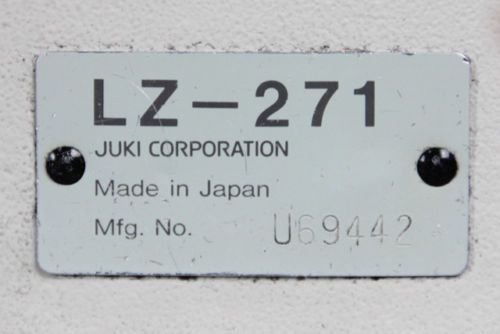 LZ-271
JUKI CORPORATION
Made in Japan
Mfg. No. U69442